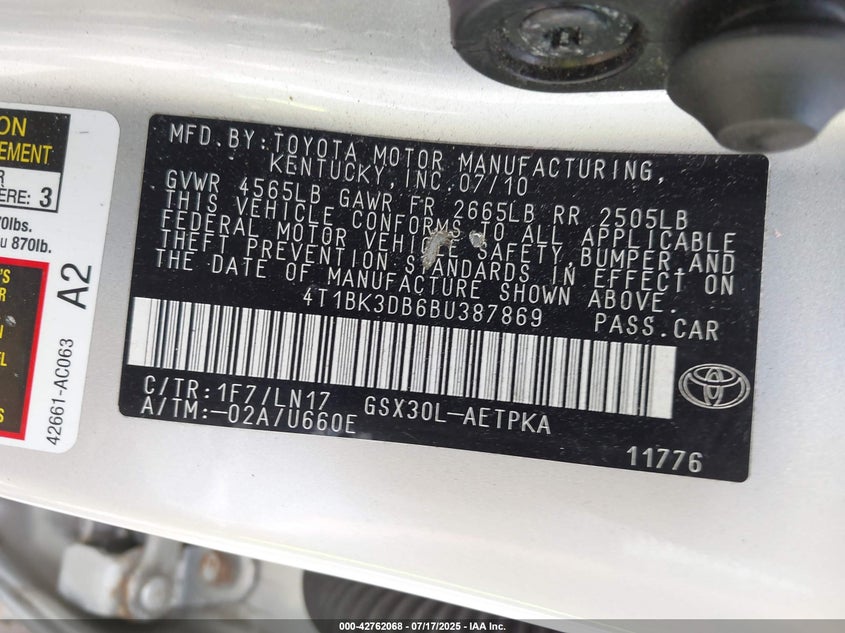 ON
EMENT
R
ERE: 3
0lbs.
u 870lb.
'S
R
EL
S
A2
42661-AC063
MFD. BY: TOYOTA MOTOR MANUFACTURING,
KENTUCKY, INC. 07/10
GVWR 4565LB GAWR FR 2665LB RR 2505LB
THIS VEHICLE CONFORMS TO ALL APPLICABLE
FEDERAL MOTOR VEHICLE SAFETY, BUMPER, AND
THEFT PREVENTION STANDARDS IN EFFECT ON
THE DATE OF MANUFACTURE SHOWN ABOVE.
4T1BK3DB6BU387869 PASS. CAR
C/TR: 1F7/LN17 GSX30L-AETPKA
A/TM:-02A/U660E
11776
000-42762068 - 07/17/2025 - IAA Inc.